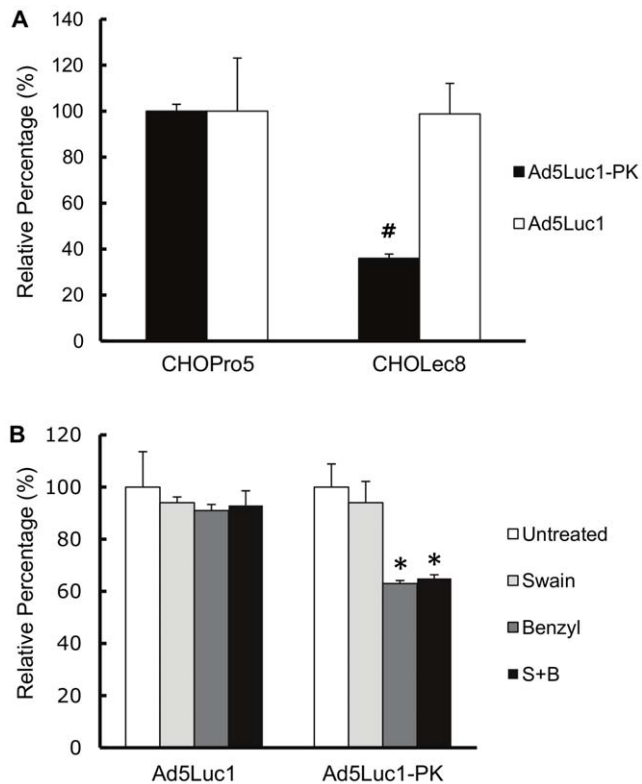 A
Relative Percentage (%)
140
120
100
80
60
40
20
0
#
CHOPro5
CHOLec8
Ad5Luc1-PK
Ad5Luc1
B
Relative Percentage (%)
120
100
80
60
40
20
0
* *
Ad5Luc1
Ad5Luc1-PK
Untreated
Swain
Benzyl
S+B